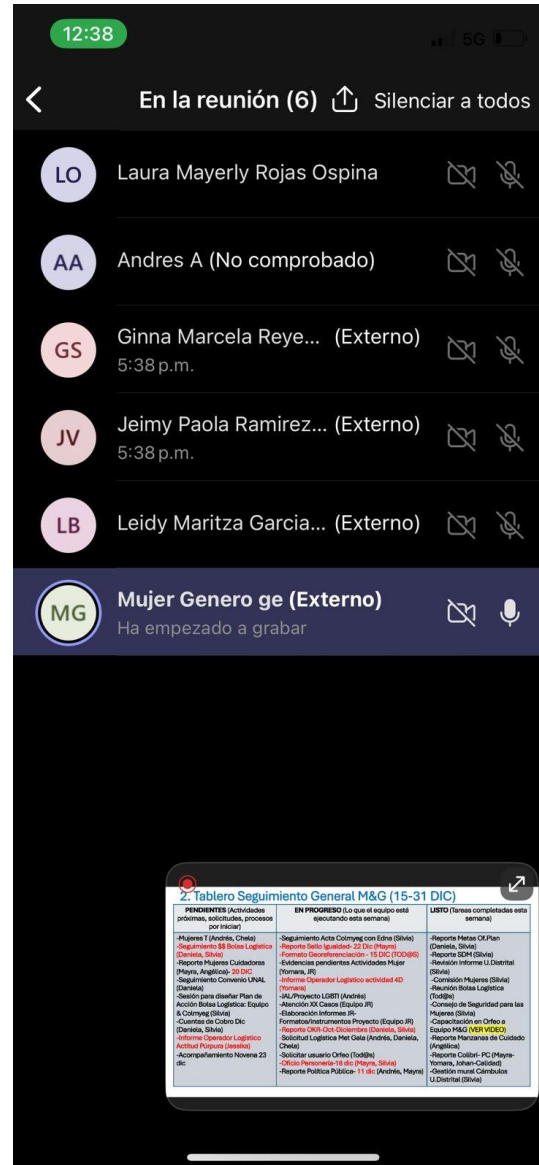 12:38
5G
En la reunión (6)
Silenciar a todos
LO
Laura Mayerly Rojas Ospina
AA
Andres A (No comprobado)
GS
Ginna Marcela Reye... (Externo)
5:38 p.m.
JV
Jeimy Paola Ramirez... (Externo)
5:38 p.m.
LB
Leidy Maritza Garcia... (Externo)
MG
Mujer Genero ge (Externo)
Ha empezado a grabar
2. Tablero Seguimiento General M&G (15-31 DIC)
PENDIENTES (Actividades
próximas, solicitudes, procesos
por iniciar)
-Mujeres T (Andrés, Chela)
-Seguimiento $$ Bolsa Logística
(Daniela, Silvia)
-Reporte Mujeres Cuidadoras
(Mayra, Angélica)- 20 DIC
-Seguimiento Convenio UNAL
(Daniela)
-Sesión para diseñar Plan de
Acción Bolsa Logística: Equipo
& Colmyeg (Silvia)
-Cuentas de Cobro Dic
(Daniela, Silvia)
-Informe Operador Logístico
Actitud Púrpura (Jessika)
-Acompañamiento Novena 23
dic
EN PROGRESO (Lo que el equipo está
ejecutando esta semana)
-Seguimiento Acta Colmyeg con Edna (Silvia)
-Reporte Sello Igualdad- 22 Dic (Mayra)
-Formato Georeferenciación - 15 DIC (TOD@S)
-Evidencias pendientes Actividades Mujer
(Yomara, JR)
-Informe Operador Logístico actividad 4D
(Yomara)
-IAL/Proyecto LGBTI (Andrés)
-Atención XX Casos (Equipo JR)
-Elaboración Informes JR-
Formatos/Instrumentos Proyecto (Equipo JR)
-Reporte OKR-Oct-Diciembre (Daniela, Silvia)
-Solicitud Logística Met Gala (Andrés, Daniela,
Chela)
-Solicitar usuario Orfeo (Tod@s)
-Oficio Personería-18 dic (Mayra, Silvia)
-Reporte Política Pública- 11 dic (Andrés, Mayra)
LISTO (Tareas completadas esta
semana)
-Reporte Metas Of.Plan
(Daniela, Silvia)
-Reporte SDM (Silvia)
-Revisión Informe U.Distrital
(Silvia)
-Comisión Mujeres (Silvia)
-Reunión Bolsa Logística
(Tod@s)
-Consejo de Seguridad para las
Mujeres (Silvia)
-Capacitación en Orfeo a
Equipo M&G (VER VIDEO)
-Reporte Manzanas de Cuidado
(Angélica)
-Reporte Colibrí- PC (Mayra-
Yomara, Johan-Calidad)
-Gestión mural Cámbulos
U.Distrital (Silvia)